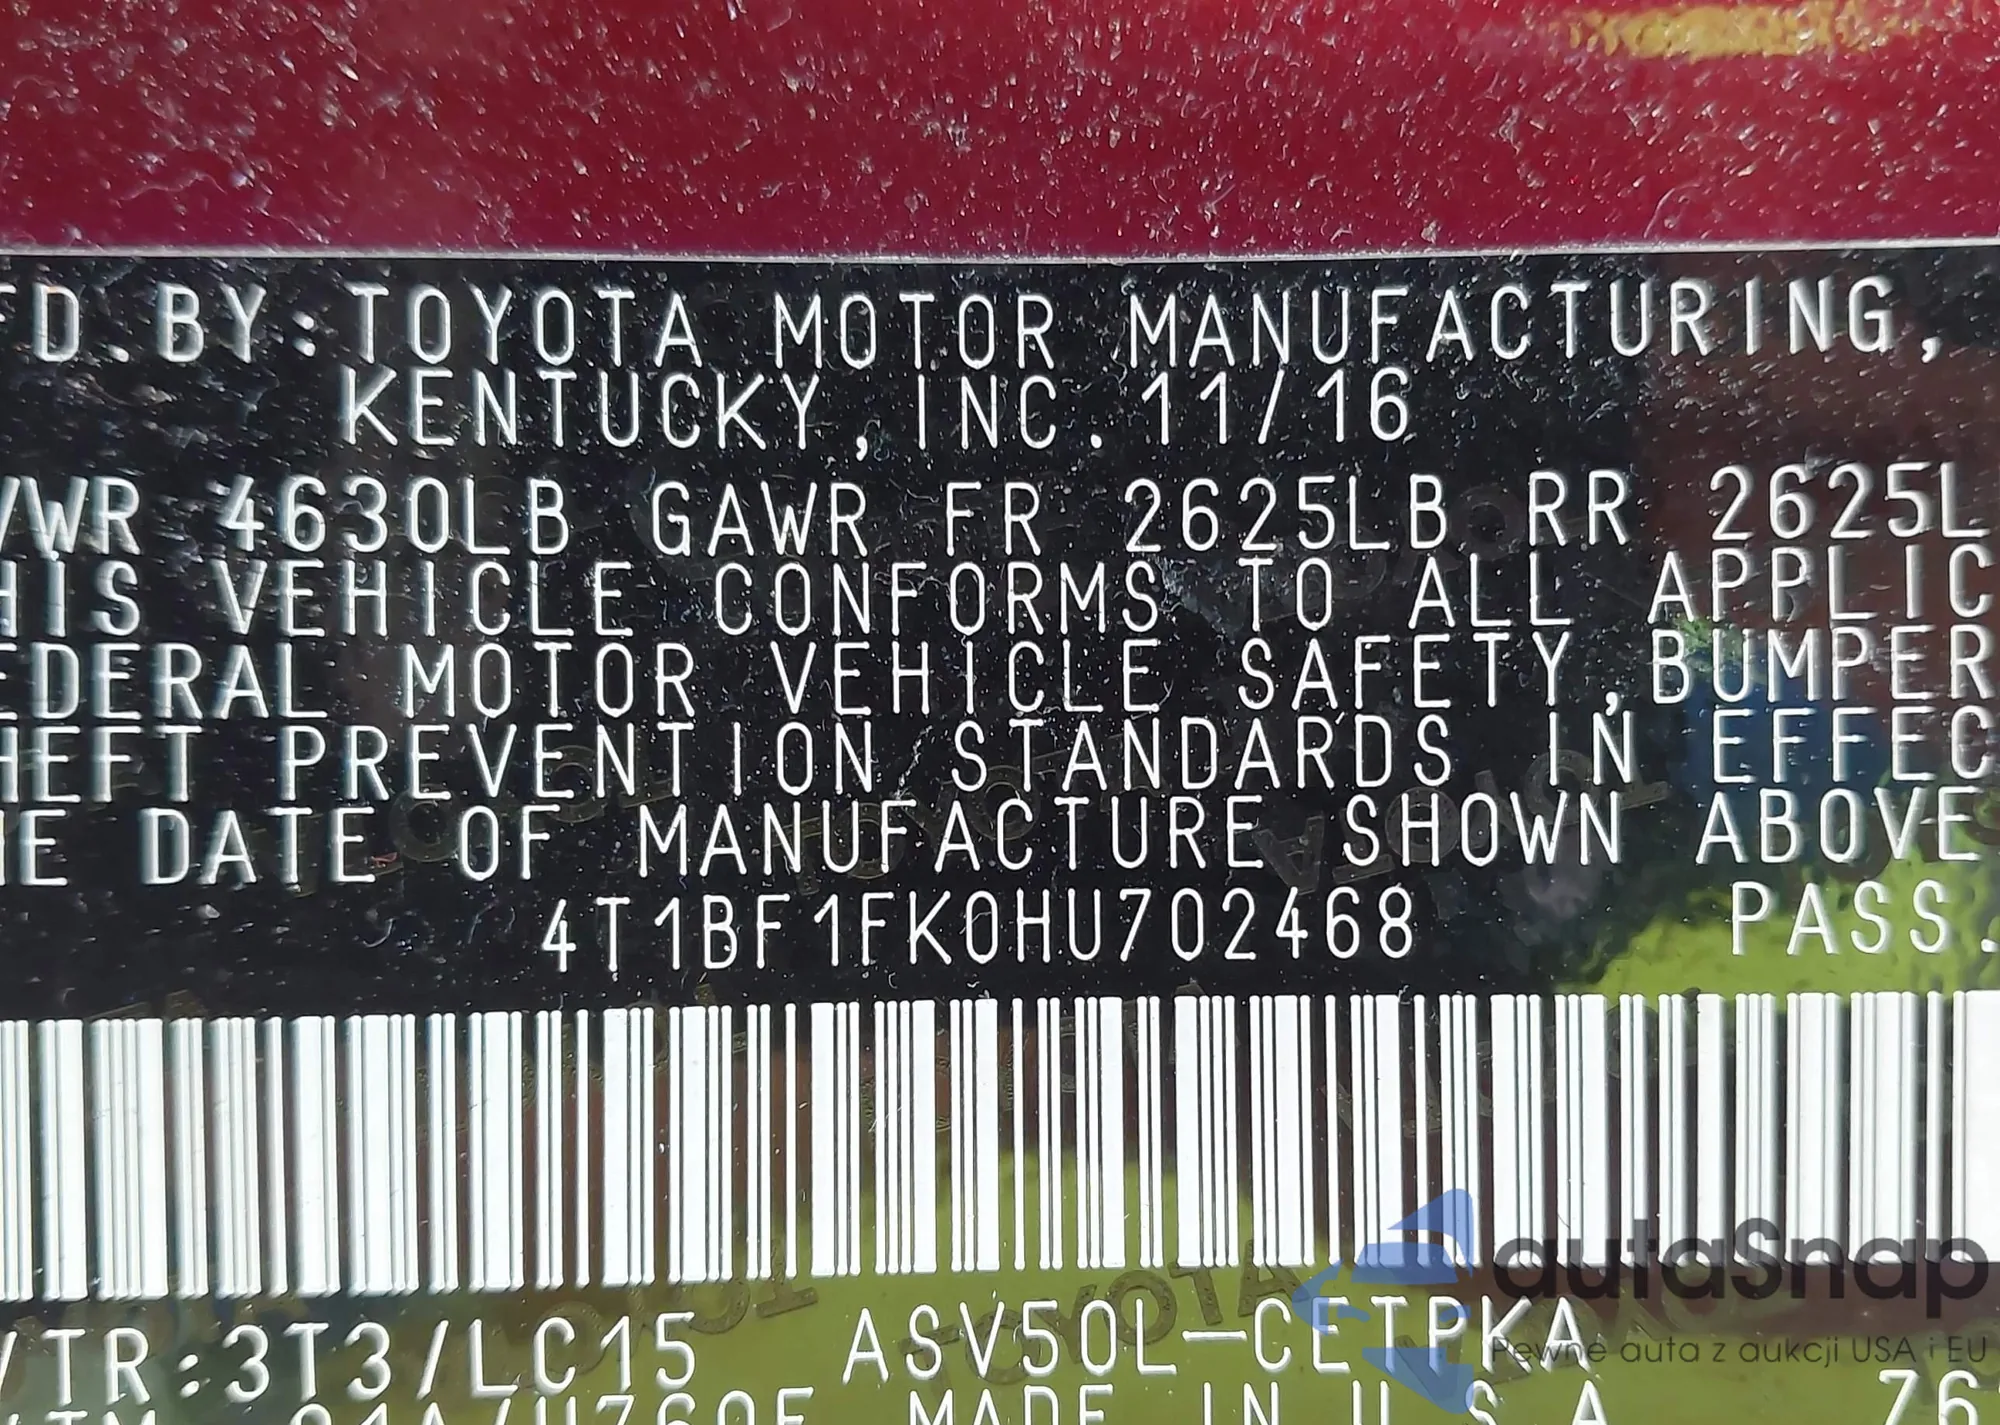 FD BY: TOYOTA MOTOR MANUFACTURING,
KENTUCKY, INC. 11/16
VWR 4630LB GAWR FR 2625LB RR 2625L
HIS VEHICLE CONFORMS TO ALL APPLIC
EDERAL MOTOR VEHICLE SAFETY, BUMPER
HEFT PREVENTION STANDARDS IN EFFEC
HE DATE OF MANUFACTURE SHOWN ABOVE
4T1BF1FK0HU702468 PASS.
/TR:3T3/LC15 ASV50L-CETPKA
MADE IN U.S.A.
autaSnap
Pewne auta z aukcji USA i EU